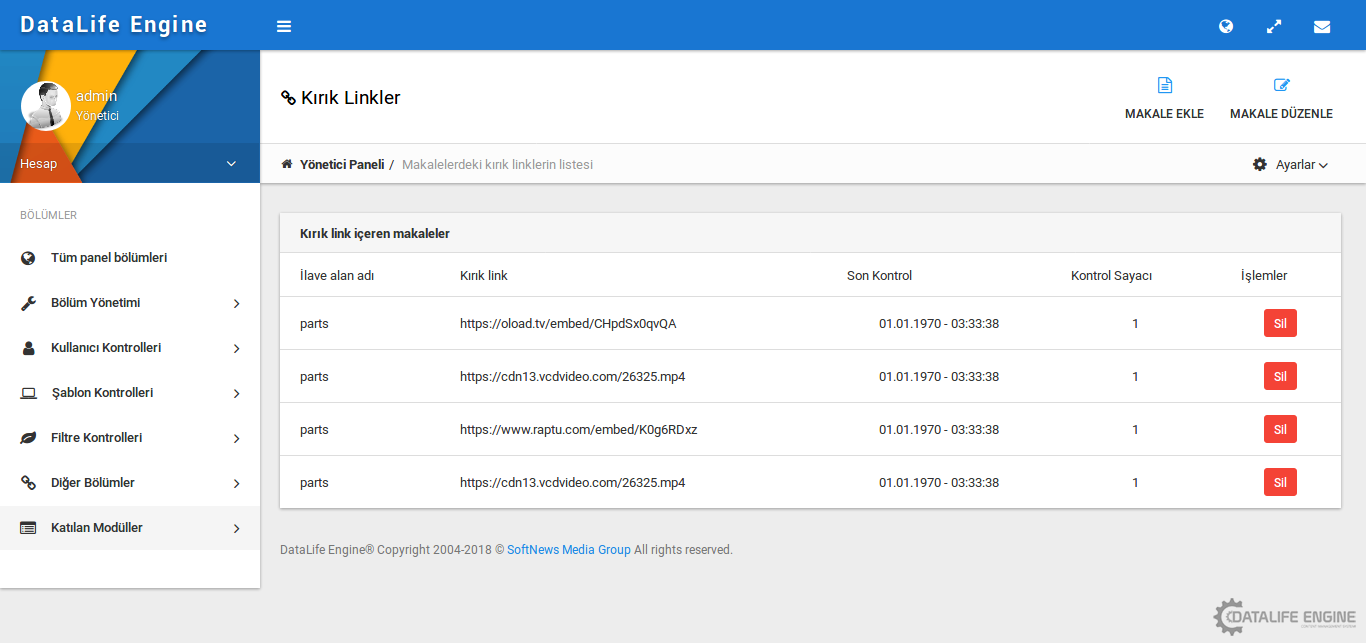 DataLife Engine
admin
Yönetici
Hesap
Kırık Linkler
MAKALE EKLE
MAKALE DÜZENLE
Yönetici Paneli / Makalelerdeki kırık linklerin listesi
Ayarlar
BÖLÜMLER
Tüm panel bölümleri
Bölüm Yönetimi
Kullanıcı Kontrolleri
Şablon Kontrolleri
Filtre Kontrolleri
Diğer Bölümler
Katılan Modüller
Kırık link içeren makaleler
İlave alan adı Kırık link Son Kontrol Kontrol Sayacı İşlemler
parts https://oload.tv/embed/CHpdSx0qvQA 01.01.1970 - 03:33:38 1 Sil
parts https://cdn13.vcdvideo.com/26325.mp4 01.01.1970 - 03:33:38 1 Sil
parts https://www.raptu.com/embed/K0g6RDxz 01.01.1970 - 03:33:38 1 Sil
parts https://cdn13.vcdvideo.com/26325.mp4 01.01.1970 - 03:33:38 1 Sil
DataLife Engine® Copyright 2004-2018 © SoftNews Media Group All rights reserved.
DATALIFE ENGINE